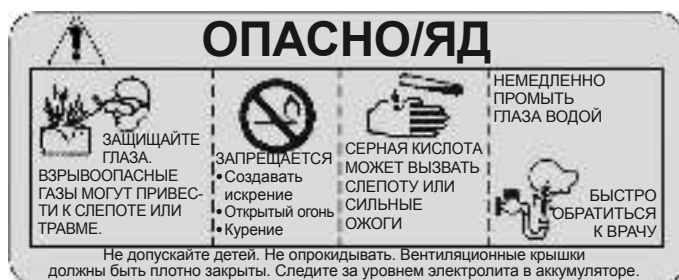 ОПАСНО/ЯД
ЗАЩИЩАЙТЕ
ГЛАЗА.
ВЗРЫВООПАСНЫЕ
ГАЗЫ МОГУТ ПРИВЕС-
ТИ К СЛЕПОТЕ ИЛИ
ТРАВМЕ.
ЗАПРЕЩАЕТСЯ
•Создавать
искрение
•Открытый огонь
•Курение
СЕРНАЯ КИСЛОТА
МОЖЕТ ВЫЗВАТЬ
СЛЕПОТУ ИЛИ
СИЛЬНЫЕ
ОЖОГИ
НЕМЕДЛЕННО
ПРОМЫТЬ
ГЛАЗА ВОДОЙ
БЫСТРО
ОБРАТИТЬСЯ
К ВРАЧУ
Не допускайте детей. Не опрокидывать. Вентиляционные крышки
должны быть плотно закрыты. Следите за уровнем электролита в аккумуляторе.